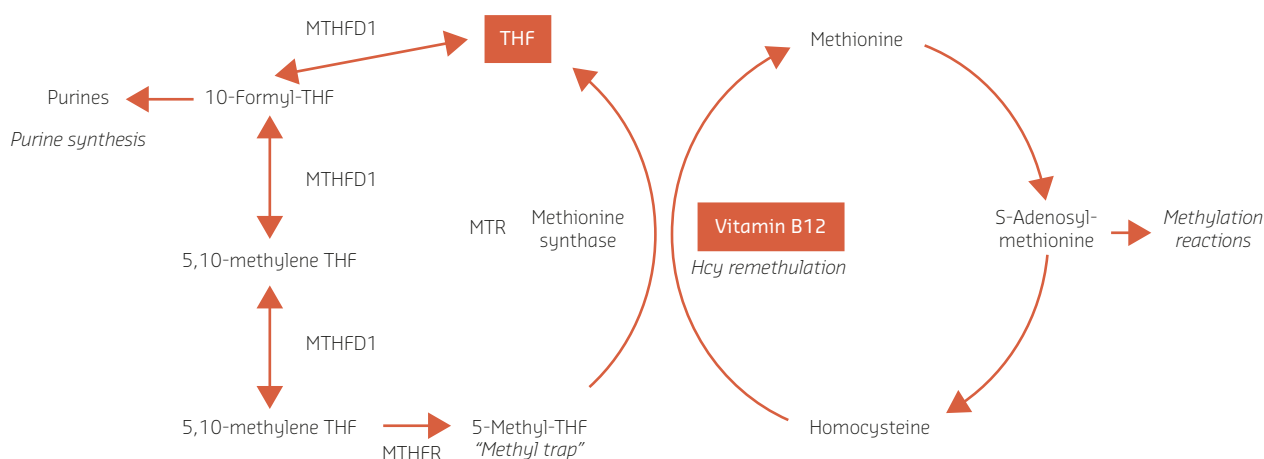 MTHFD1
THF
Methionine
Purines
10-Formyl-THF
Purine synthesis
MTHFD1
MTR
Methionine
synthase
Vitamin B12
Hcy remethulation
S-Adenosyl-
methionine
Methylation
reactions
5,10-methylene THF
MTHFD1
5,10-methylene THF
MTHFR
5-Methyl-THF
"Methyl trap"
Homocysteine